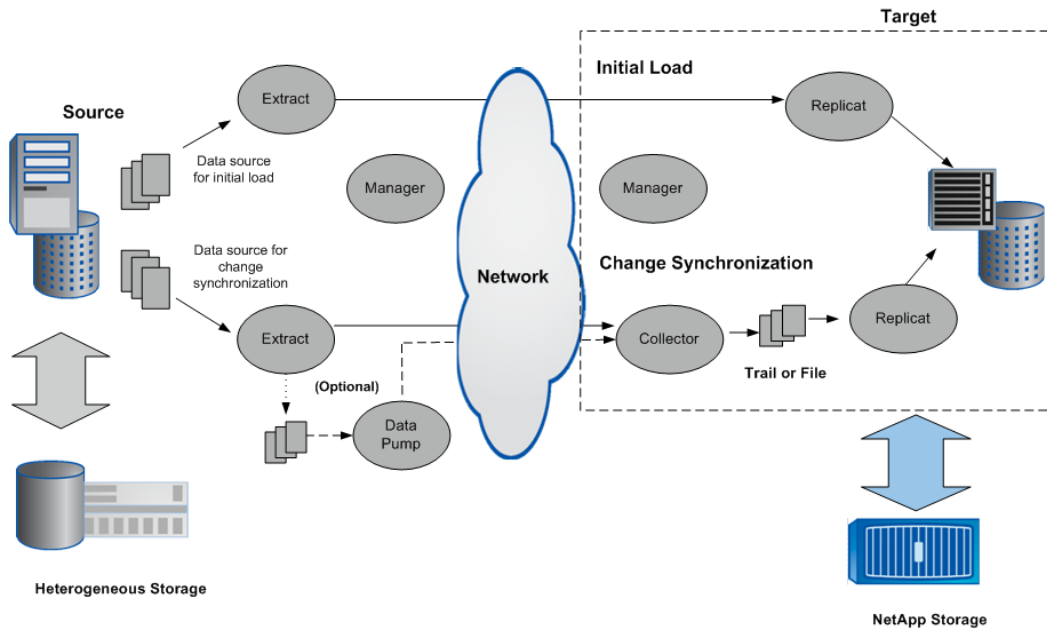 Target
Source
Extract
Initial Load
Replicat
Data source
for initial load
Manager
Manager
Data source for
change
synchronization
Network
Change Synchronization
Extract
Collector
Replicat
(Optional)
Trail or File
Data
Pump
Heterogeneous Storage
NetApp Storage